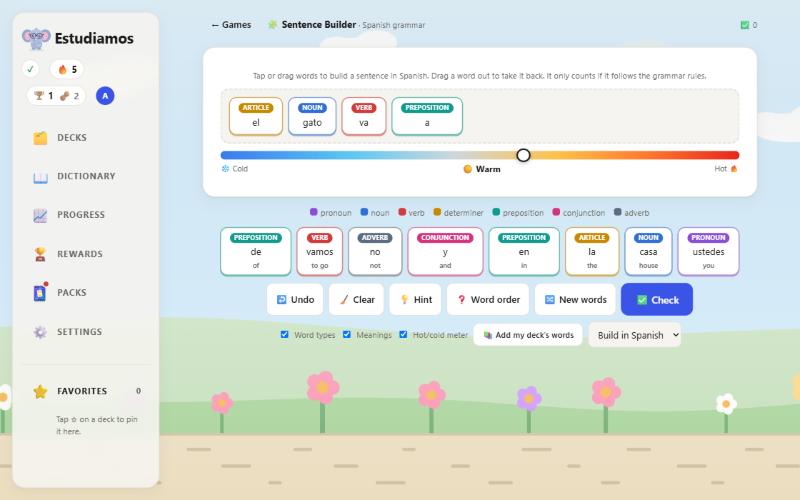 Estudiamos
✓ 🔥 5
🏆 1 🥜 2 A
DECKS
DICTIONARY
PROGRESS
REWARDS
PACKS
SETTINGS
FAVORITES 0
Tap ☆ on a deck to pin
it here.
← Games 🧩 Sentence Builder · Spanish grammar ✅ 0
Tap or drag words to build a sentence in Spanish. Drag a word out to take it back. It only counts if it follows the grammar rules.
ARTICLE NOUN VERB PREPOSITION
el gato va a
❄️ Cold Warm Hot 🔥
pronoun noun verb determiner preposition conjunction adverb
PREPOSITION VERB ADVERB CONJUNCTION PREPOSITION ARTICLE NOUN PRONOUN
de vamos no y en la casa ustedes
of to go not and in the house you
Undo Clear Hint Word order New words Check
Word types Meanings Hot/cold meter Add my deck's words Build in Spanish